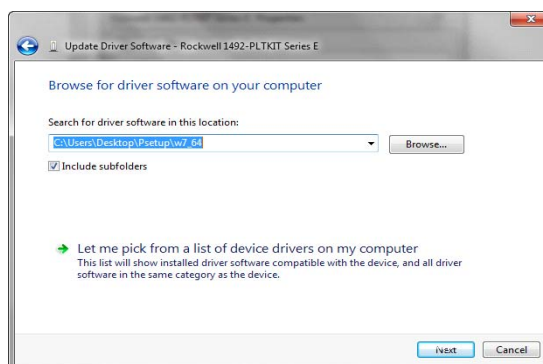 Update Driver Software - Rockwell 1492-PLTKIT Series E
Browse for driver software on your computer
Search for driver software in this location:
C:\Users\Desktop\Psetup\w7_64
Browse...
Include subfolders
Let me pick from a list of device drivers on my computer
This list will show installed driver software compatible with the device, and all driver
software in the same category as the device.
Next
Cancel